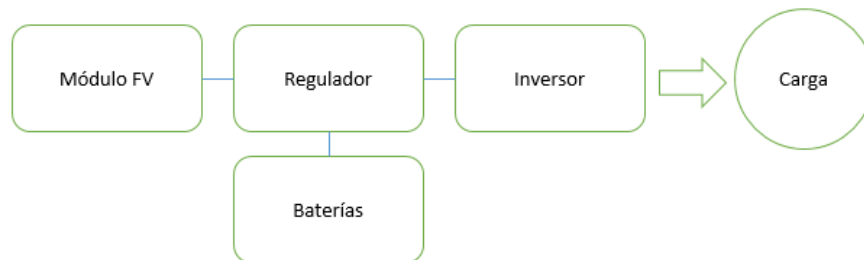 Módulo FV
Regulador
Inversor
Carga
Baterías